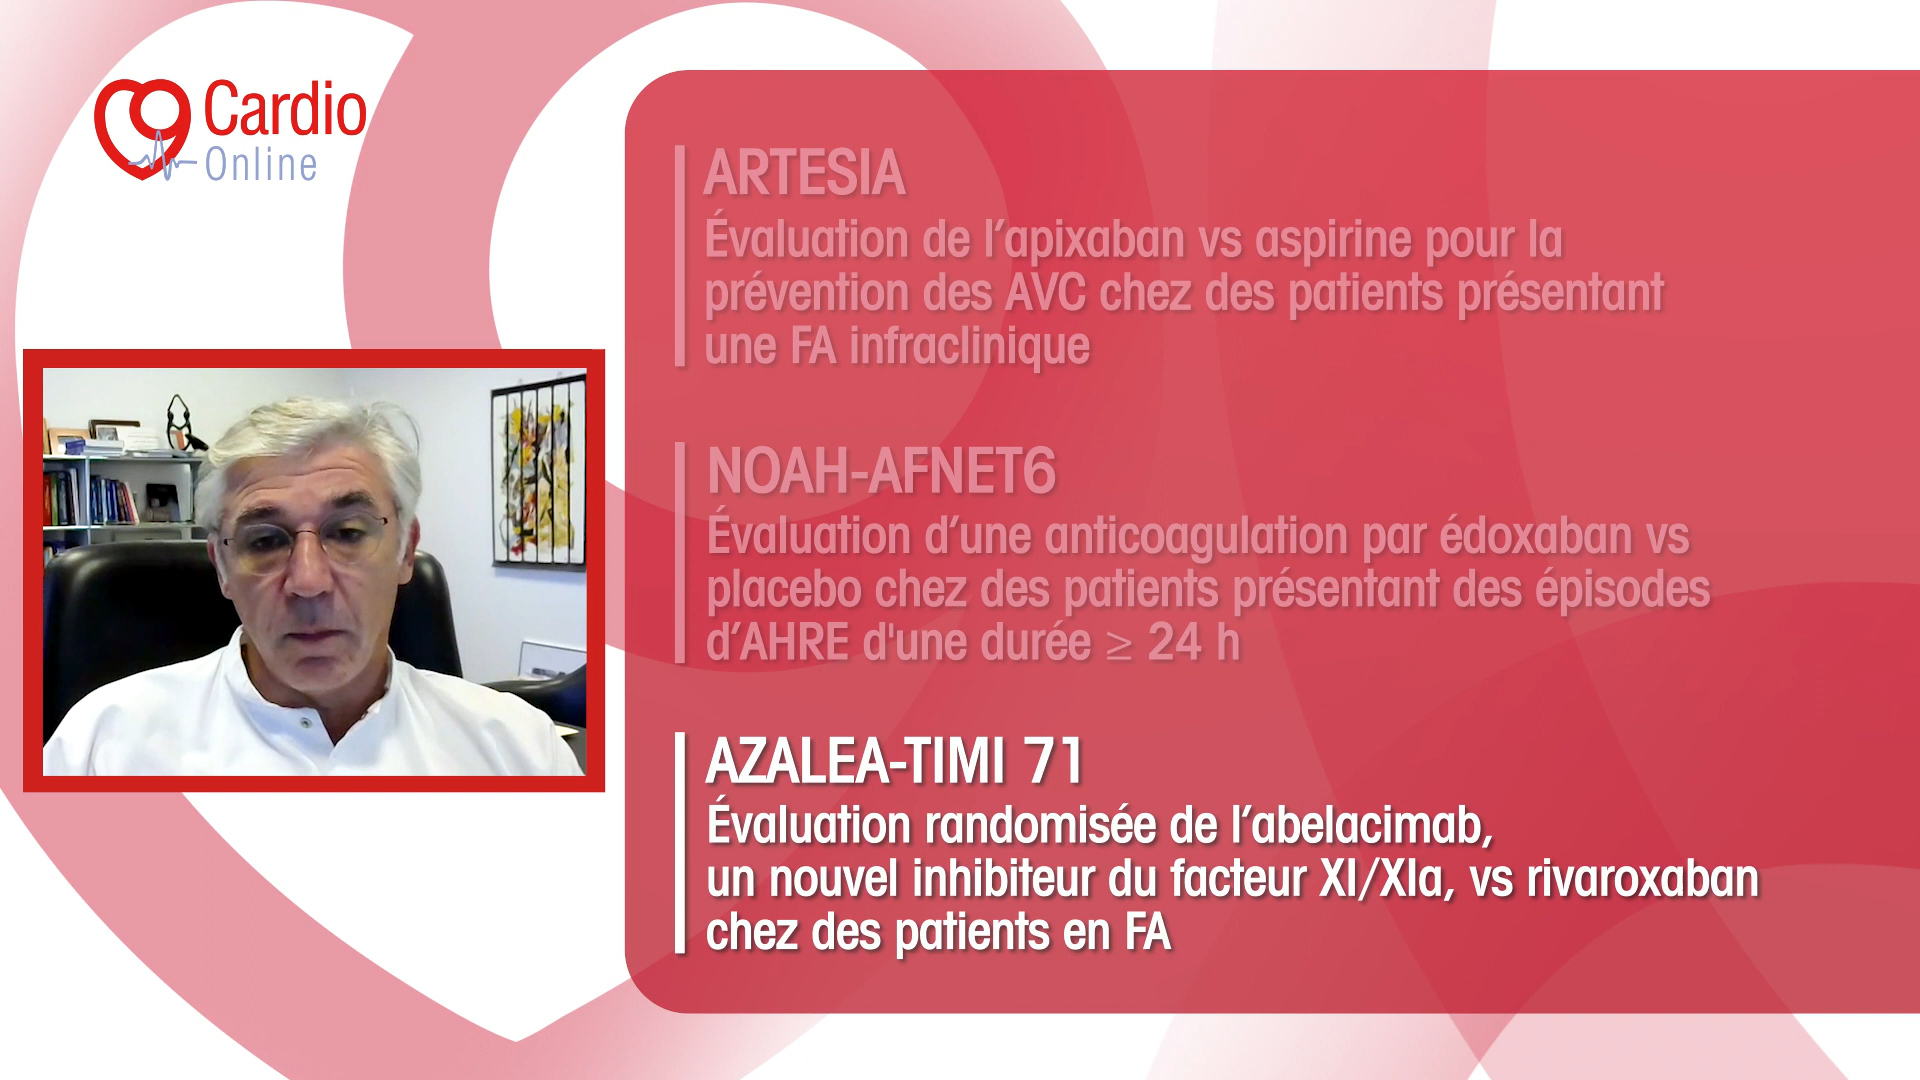 Cardio
Online
ARTESIA
Évaluation de l’apixaban vs aspirine pour la
prévention des AVC chez des patients présentant
une FA infraclinique
NOAH-AFNET6
Évaluation d’une anticoagulation par édoxaban vs
placebo chez des patients présentant des épisodes
d’AHRE d'une durée ≥ 24 h
AZALEA-TIMI 71
Évaluation randomisée de l’abelacimab,
un nouvel inhibiteur du facteur XI/XIa, vs rivaroxaban
chez des patients en FA